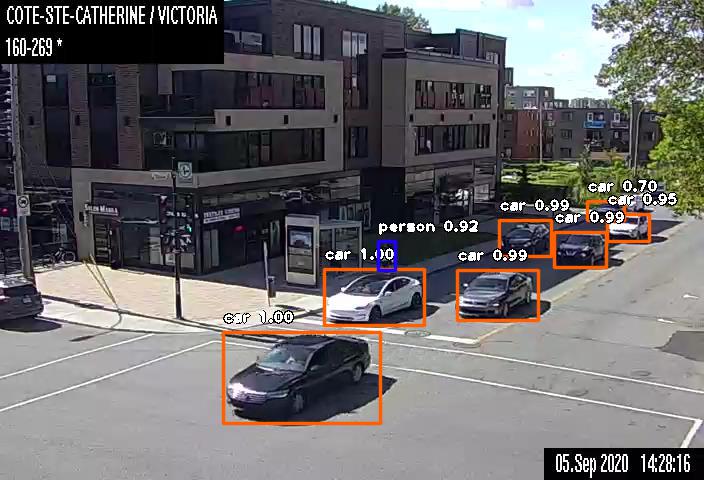 COTE-STE-CATHERINE / VICTORIA
160-269 *
car 0.70
car 0.99
car 0.95
car 0.99
person 0.92
car 1.00
car 0.99
car 1.00
05.Sep 2020 14:28:16